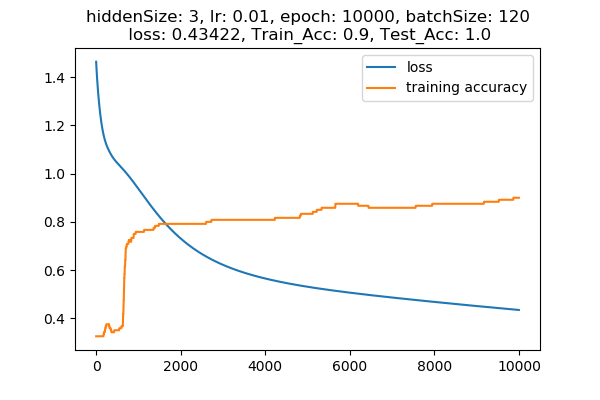 hiddenSize: 3, lr: 0.01, epoch: 10000, batchSize: 120
loss: 0.43422, Train_Acc: 0.9, Test_Acc: 1.0
loss
training accuracy
1.4
1.2
1.0
0.8
0.6
0.4
0 2000 4000 6000 8000 10000